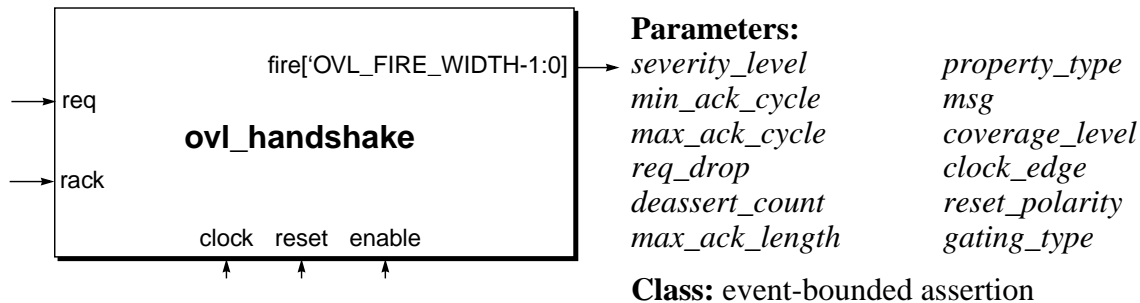 fire['OVL_FIRE_WIDTH-1:0]
req
ovl_handshake
rack
clock reset enable
Parameters:
severity_level property_type
min_ack_cycle msg
max_ack_cycle coverage_level
req_drop clock_edge
deassert_count reset_polarity
max_ack_length gating_type
Class: event-bounded assertion